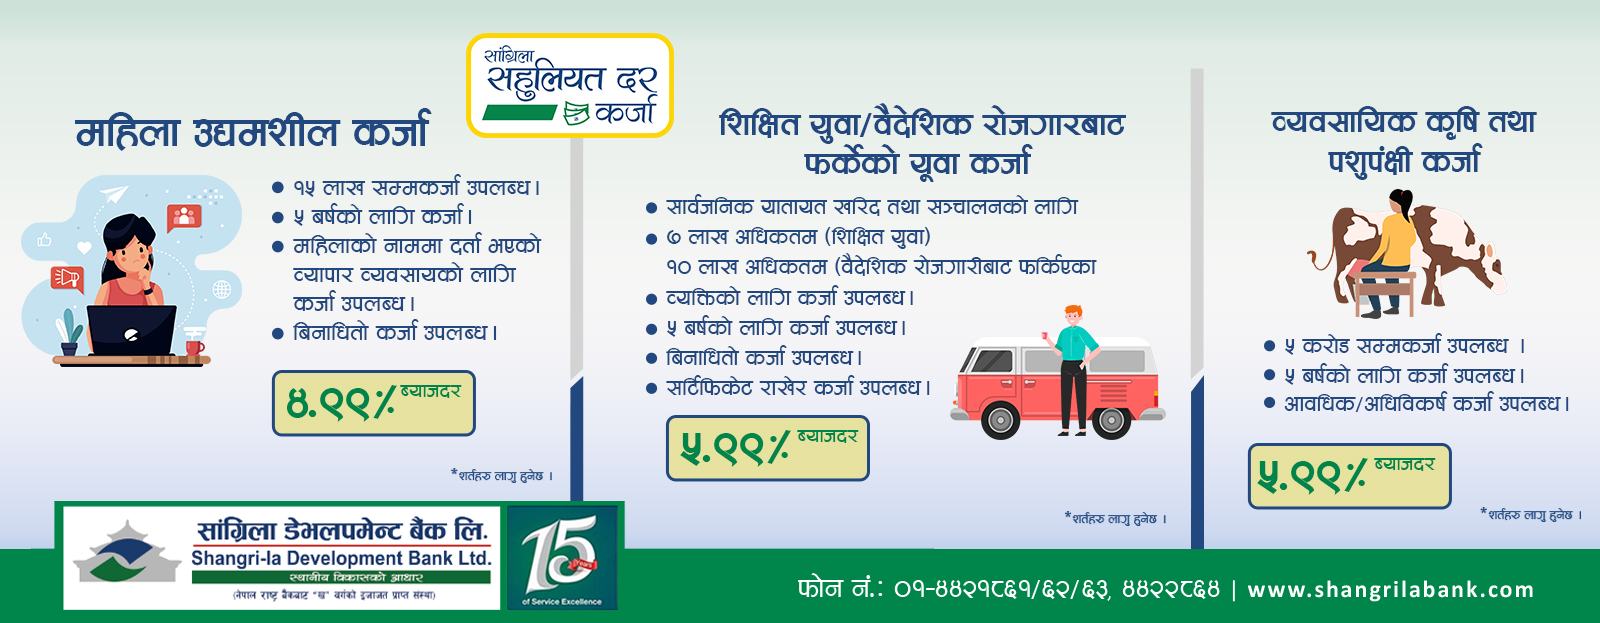 सांग्रिला
सहुलियत दर
कर्जा
महिला उद्यमशील कर्जा
१५ लाख सम्मकर्जा उपलब्ध।
५ बर्षको लागि कर्जा।
महिलाको नाममा दर्ता भएको
व्यापार व्यवसायको लागि
कर्जा उपलब्ध।
बिनाधितो कर्जा उपलब्ध।
४.९९% ब्याजदर
*शर्तहरु लागु हुनेछ ।
शिक्षित युवा/वैदेशिक रोजगारबाट
फर्केको यूवा कर्जा
सार्वजनिक यातायत खरिद तथा सञ्चालनको लागि
७ लाख अधिकतम (शिक्षित युवा)
१० लाख अधिकतम (वैदेशिक रोजगारीबाट फर्किएका
व्यक्तिको लागि कर्जा उपलब्ध।
५ बर्षको लागि कर्जा उपलब्ध।
बिनाधितो कर्जा उपलब्ध।
सर्टिफिकेट राखेर कर्जा उपलब्ध।
५.९९% ब्याजदर
*शर्तहरु लागु हुनेछ ।
व्यवसायिक कृषि तथा
पशुपंक्षी कर्जा
५ करोड सम्मकर्जा उपलब्ध ।
५ बर्षको लागि कर्जा उपलब्ध।
आवधिक/अधिविकर्ष कर्जा उपलब्ध।
५.९९% ब्याजदर
*शर्तहरु लागु हुनेछ ।
सांग्रिला डेभलपमेन्ट बैंक लि.
Shangri-la Development Bank Ltd.
स्थानीय विकासको आधार
(नेपाल राष्ट्र बैंकबाट "ख" वर्गको इजाजत प्राप्त संस्था)
15
Years
of Service Excellence
फोन नं.: ०१-४४२१८६१/६२/६३, ४४२२८६४ | www.shangrilabank.com